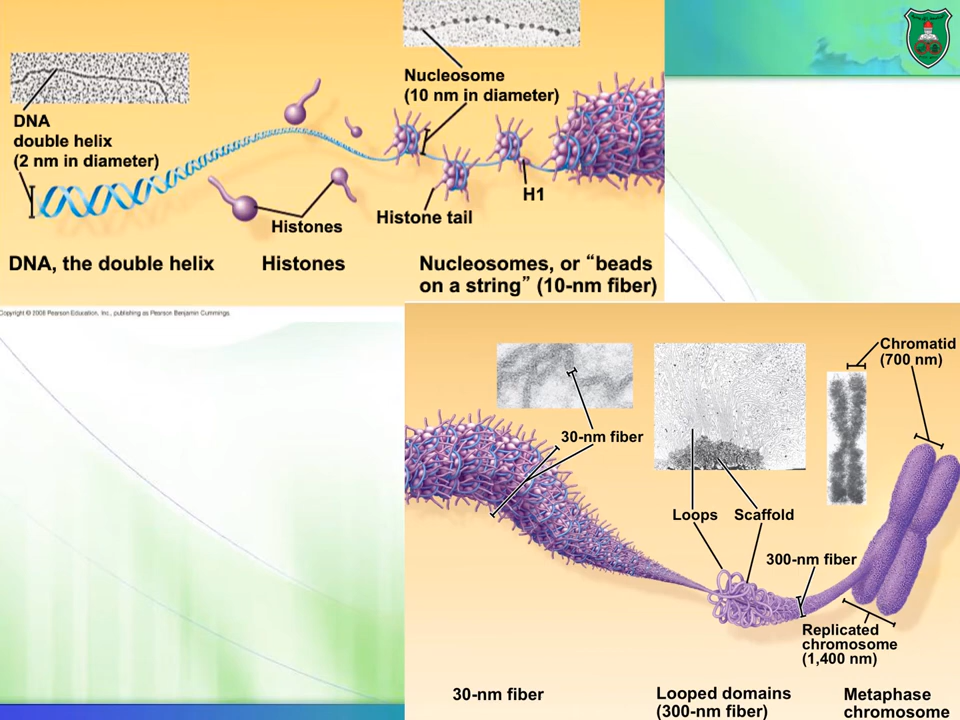 Nucleosome
(10 nm in diameter)
DNA
double helix
(2 nm in diameter)
H1
Histone tail
Histones
DNA, the double helix
Histones
Nucleosomes, or “beads
on a string” (10-nm fiber)
Copyright © 2008 Pearson Education, Inc., publishing as Pearson Benjamin Cummings
Chromatid
(700 nm)
30-nm fiber
Loops
Scaffold
300-nm fiber
Replicated
chromosome
(1,400 nm)
30-nm fiber
Looped domains
(300-nm fiber)
Metaphase
chromosome